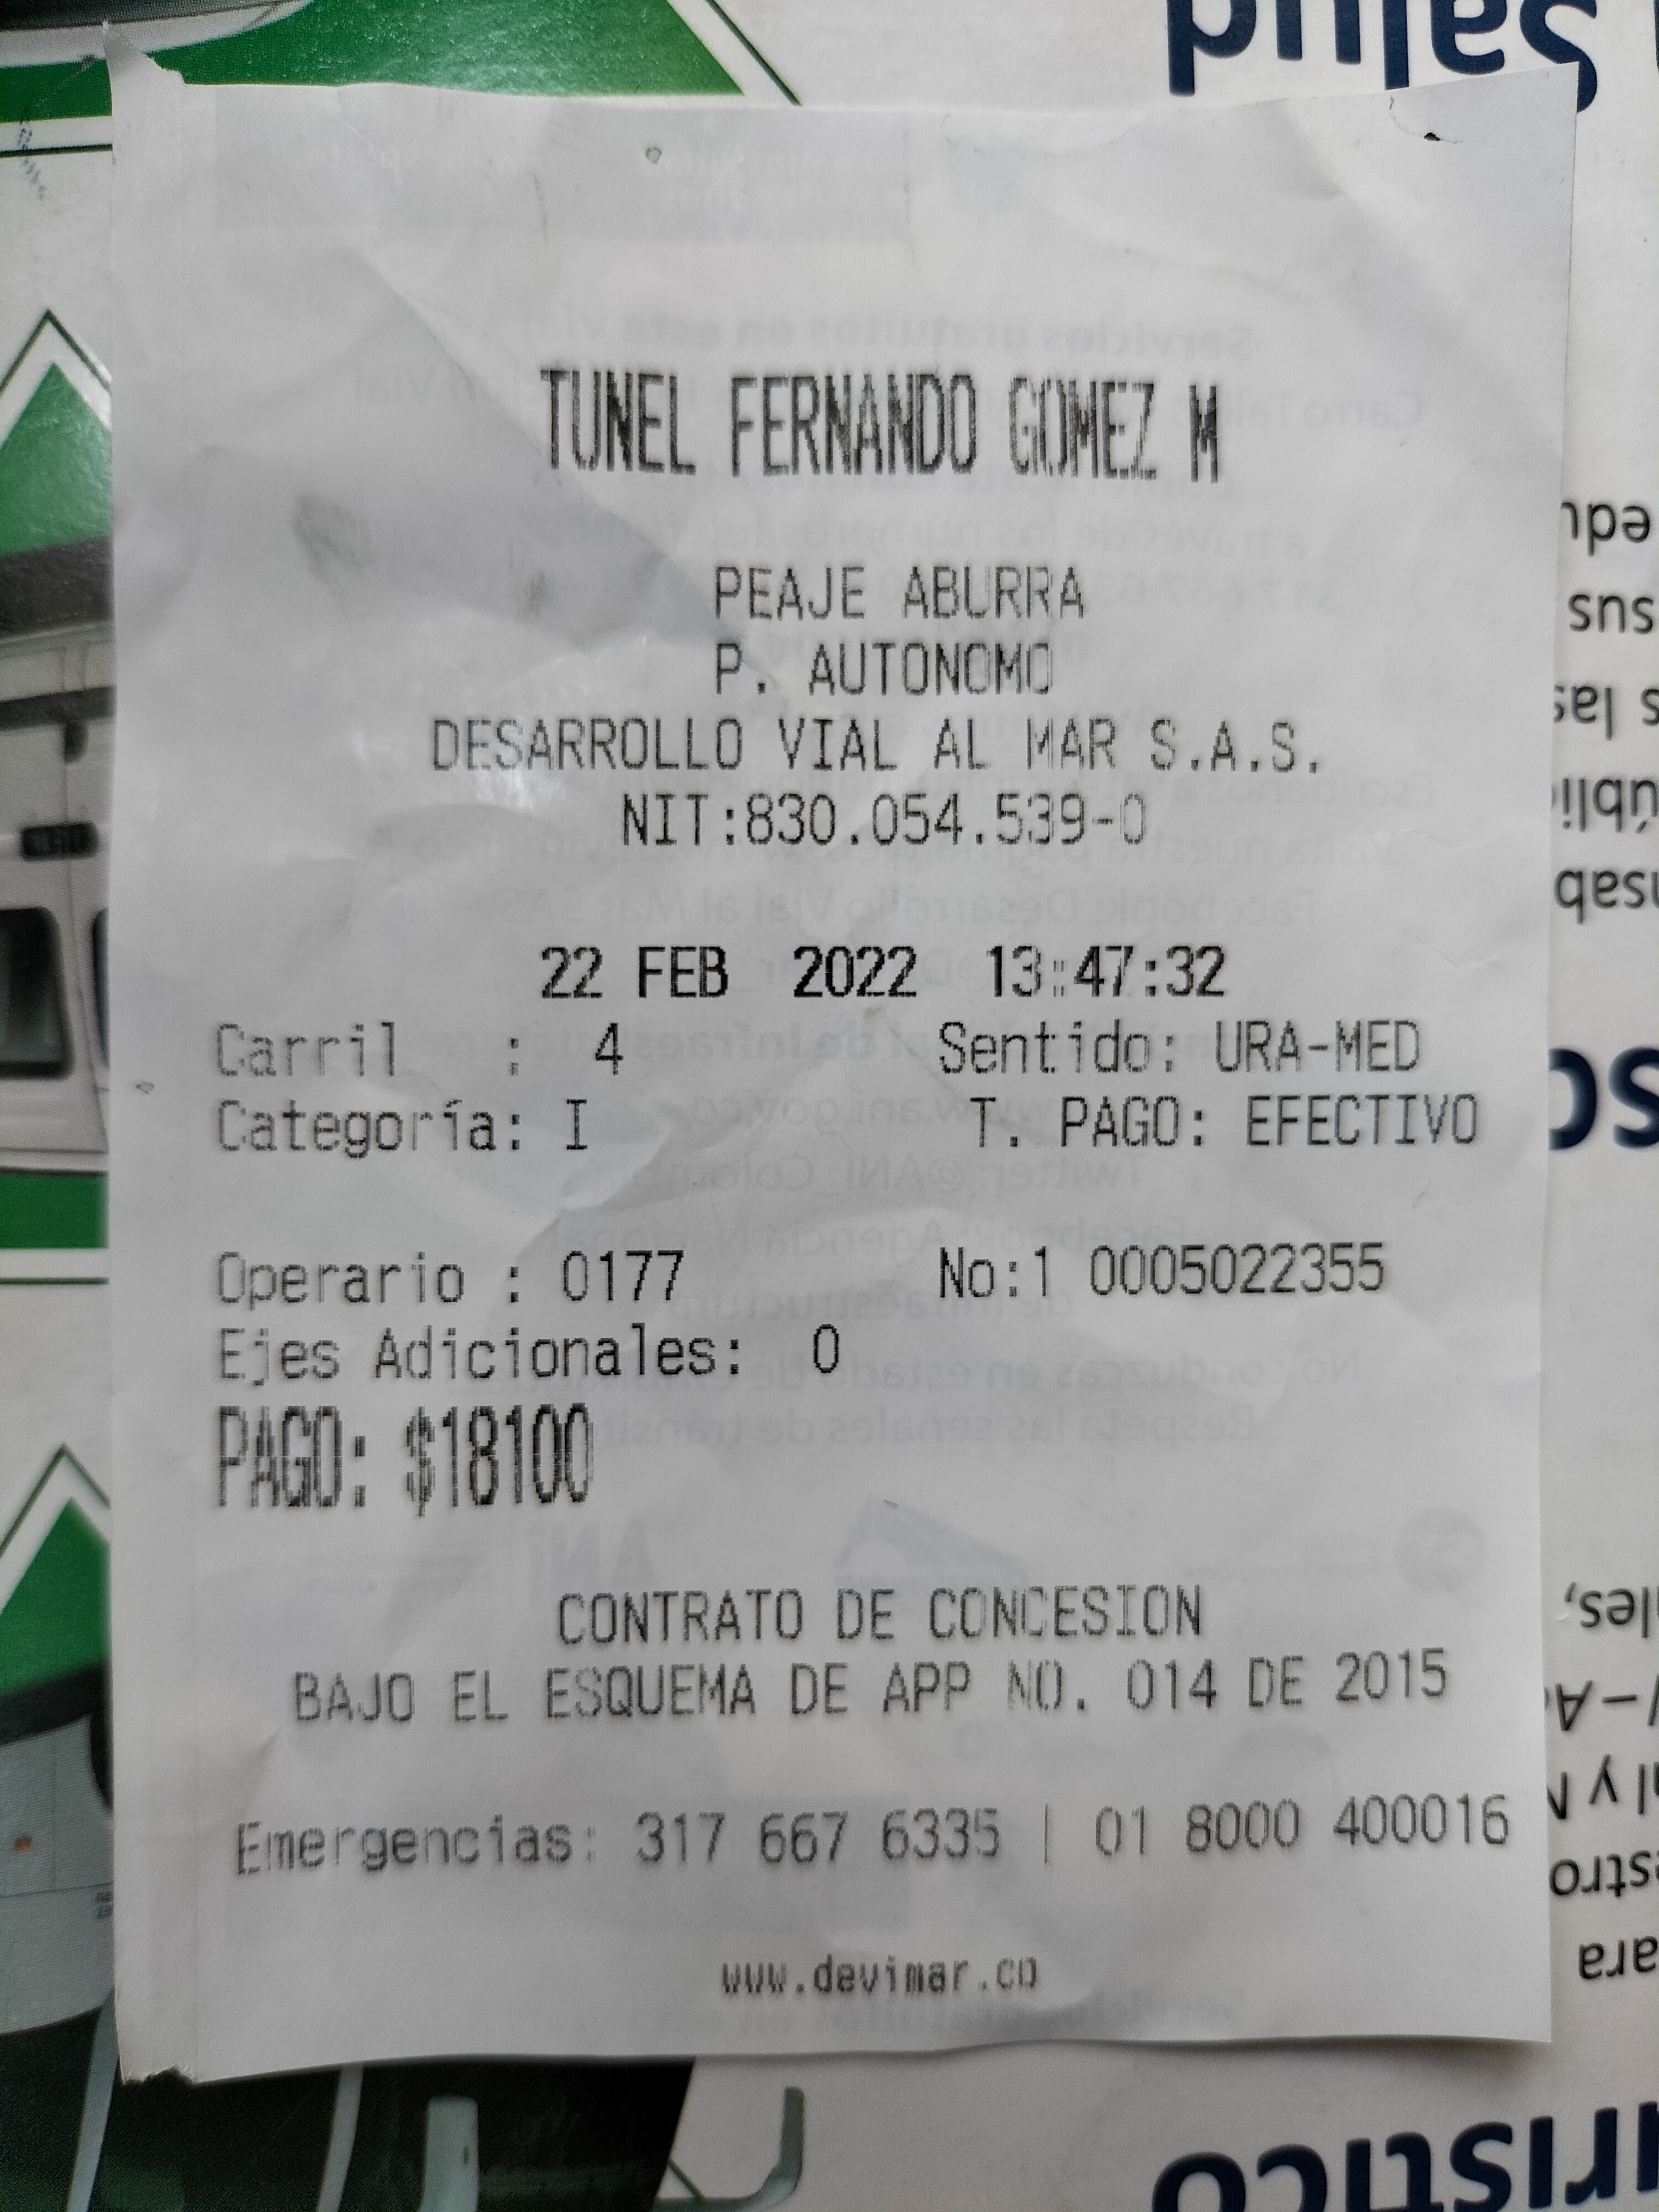 Salud
TUNEL FERNANDO GOMEZ M
PEAJE ABURRA
P. AUTONOMO
DESARROLLO VIAL AL MAR S.A.S.
NIT:830.054.539-0
22 FEB 2022 13:47:32
Carril : 4 Sentido: URA-MED
Categoría: I T. PAGO: EFECTIVO
Operario : 0177 No:1 0005022355
Ejes Adicionales: 0
PAGO: $18100
CONTRATO DE CONCESION
BAJO EL ESQUEMA DE APP NO. 014 DE 2015
Emergencias: 317 667 6335 | 01 8000 400016
www.devimar.co
sus
las